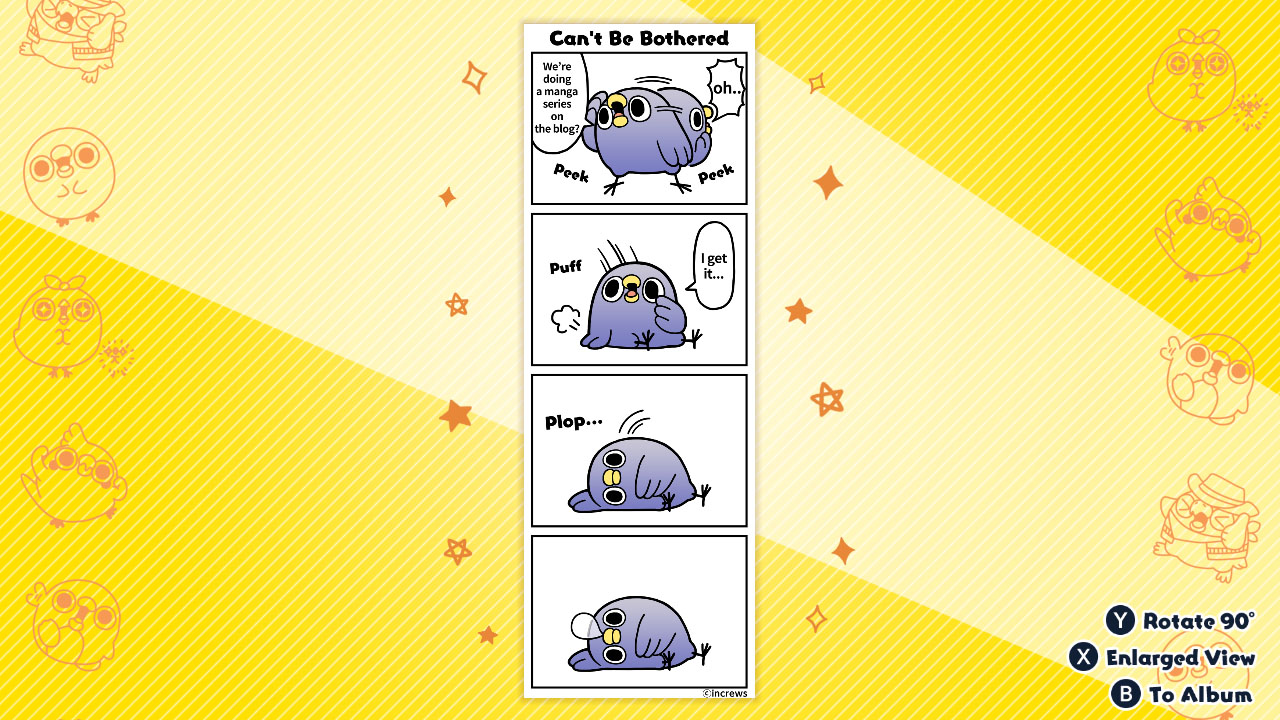 Can't Be Bothered
We're
doing
a manga
series
on
the blog?
oh..
Peek
Peek
Puff
I get
it...
Plop...
©increws
Y Rotate 90°
X Enlarged View
B To Album